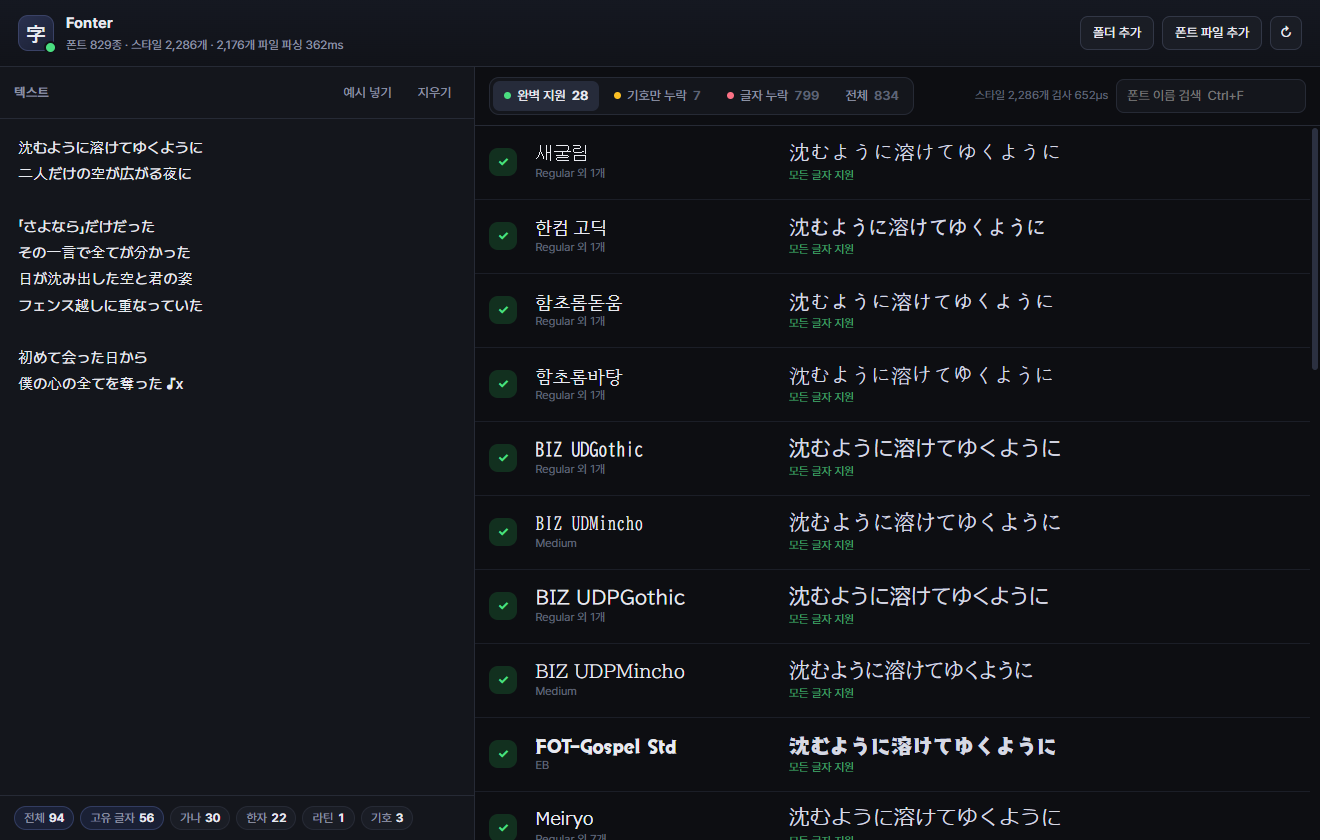 字
Fonter
폰트 829종 · 스타일 2,286개 · 2,176개 파일 파싱 362ms
폴더 추가
폰트 파일 추가
텍스트
예시 넣기
지우기
沈むように溶けてゆくように
二人だけの空が広がる夜に
「さよなら」だけだった
その一言で全てが分かった
日が沈み出した空と君の姿
フェンス越しに重なっていた
初めて会った日から
僕の心の全てを奪った ♪x
전체 94
고유 글자 56
가나 30
한자 22
라틴 1
기호 3
완벽 지원 28
기호만 누락 7
글자 누락 799
전체 834
스타일 2,286개 검사 652µs
폰트 이름 검색 Ctrl+F
새굴림
Regular 외 1개
沈むように溶けてゆくように
모든 글자 지원
한컴 고딕
Regular 외 1개
沈むように溶けてゆくように
모든 글자 지원
함초롬돋움
Regular 외 1개
沈むように溶けてゆくように
모든 글자 지원
함초롬바탕
Regular 외 1개
沈むように溶けてゆくように
모든 글자 지원
BIZ UDGothic
Regular 외 1개
沈むように溶けてゆくように
모든 글자 지원
BIZ UDMincho
Medium
沈むように溶けてゆくように
모든 글자 지원
BIZ UDPGothic
Regular 외 1개
沈むように溶けてゆくように
모든 글자 지원
BIZ UDPMincho
Medium
沈むように溶けてゆくように
모든 글자 지원
FOT-Gospel Std
EB
沈むように溶けてゆくように
모든 글자 지원
Meiryo
Regular 외 7개
沈むように溶けてゆくように
모든 글자 지원